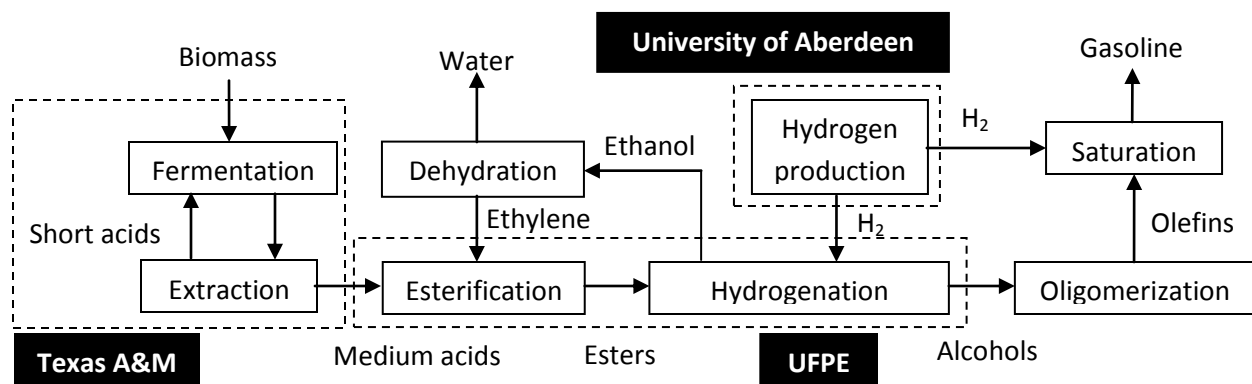 University of Aberdeen
Biomass
Water
Gasoline
Hydrogen
production
H₂
Fermentation
Dehydration
Ethanol
Saturation
Short acids
Ethylene
H₂
Olefins
Extraction
Esterification
Hydrogenation
Oligomerization
Texas A&M
Medium acids
Esters
UFPE
Alcohols